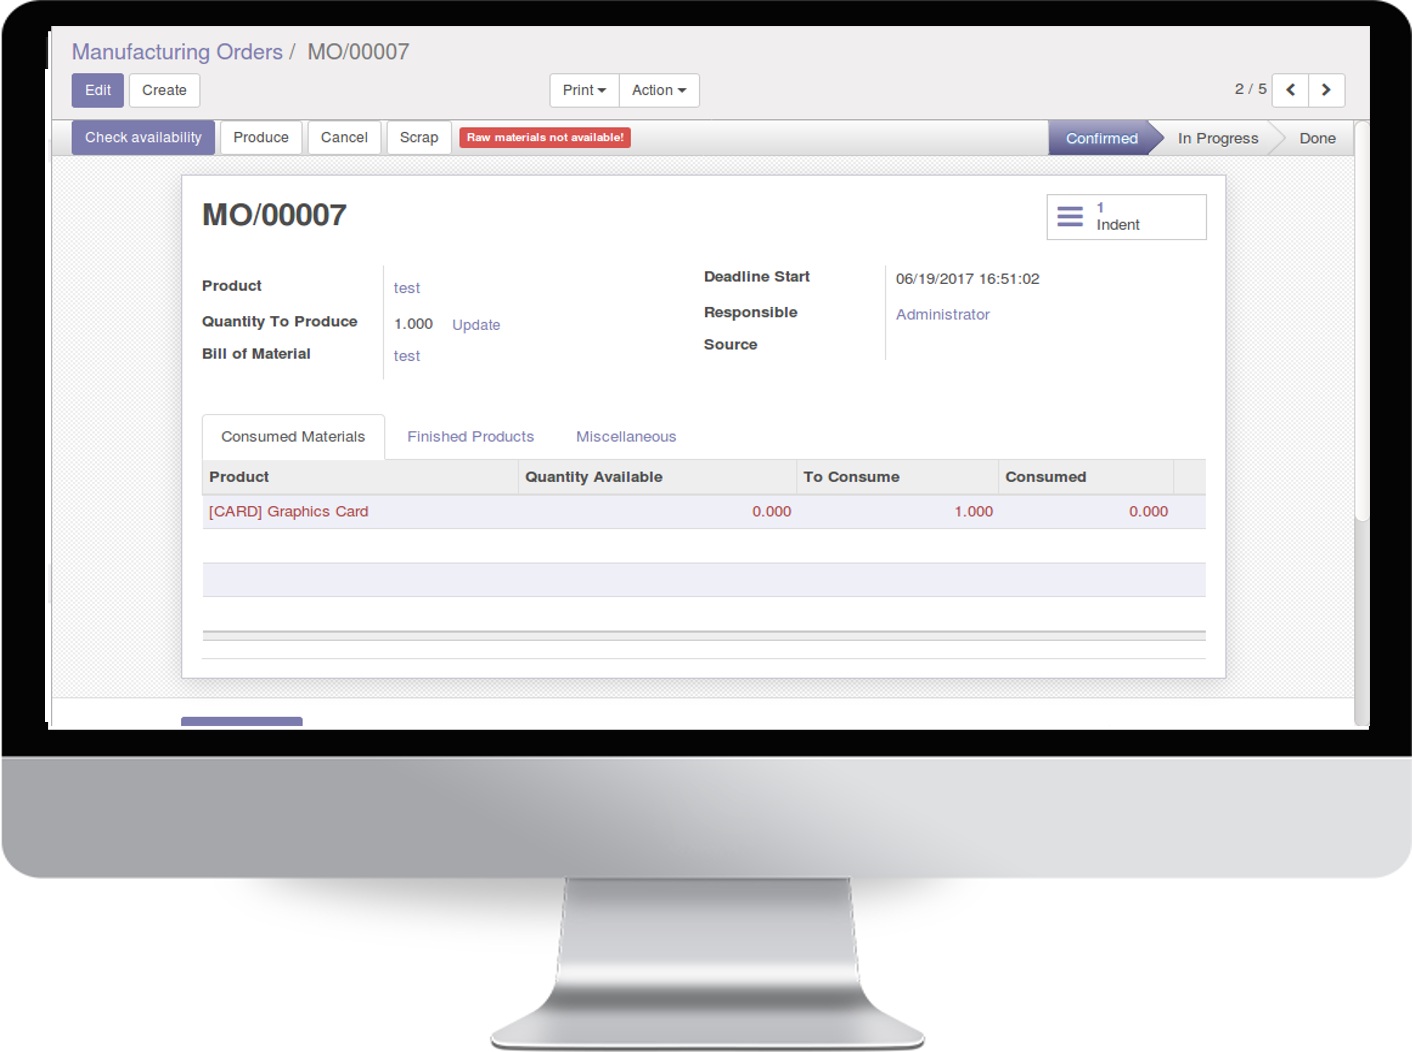 Manufacturing Orders / MO/00007
Edit Create Print Action 2 / 5
Check availability Produce Cancel Scrap Raw materials not available! Confirmed In Progress Done
MO/00007
1
Indent
Product test
Quantity To Produce 1.000 Update
Bill of Material test
Deadline Start 06/19/2017 16:51:02
Responsible Administrator
Source
Consumed Materials Finished Products Miscellaneous
Product Quantity Available To Consume Consumed
[CARD] Graphics Card 0.000 1.000 0.000